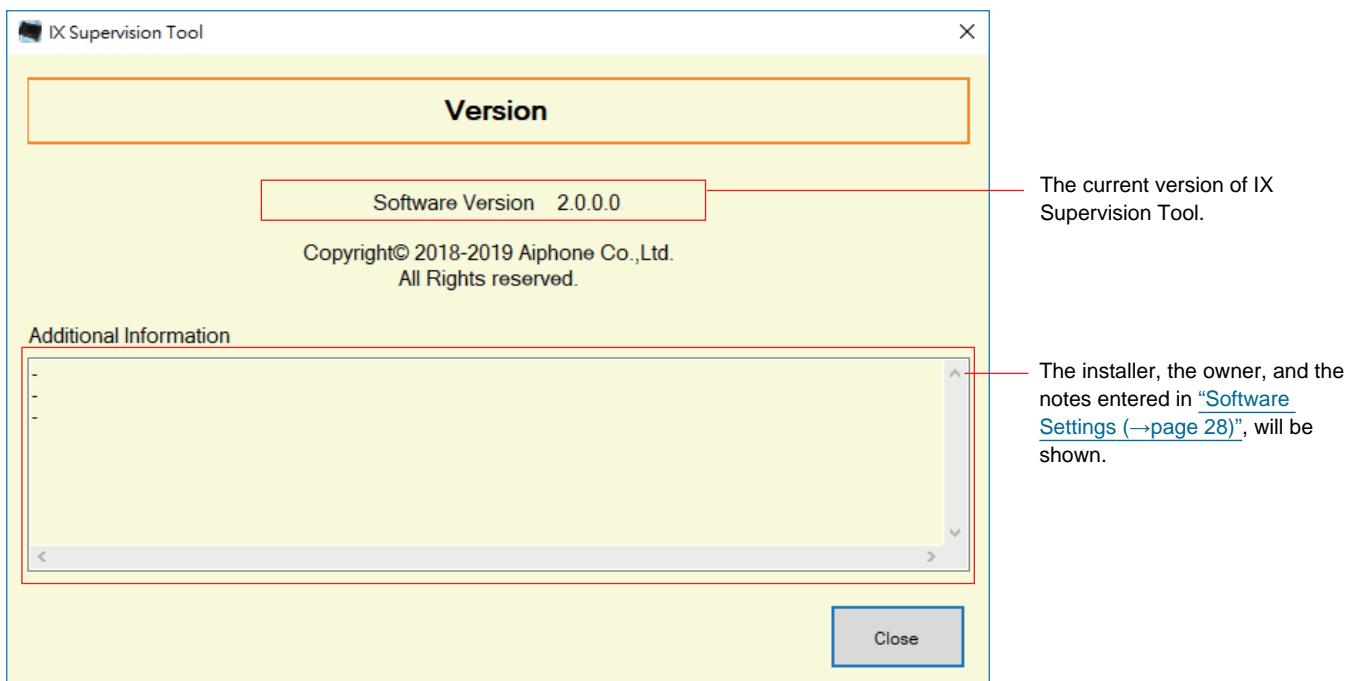 IX Supervision Tool
Version
Software Version 2.0.0.0
The current version of IX
Supervision Tool.
Copyright© 2018-2019 Aiphone Co.,Ltd.
All Rights reserved.
Additional Information
-
-
-
The installer, the owner, and the
notes entered in “Software
Settings (→page 28)”, will be
shown.
Close